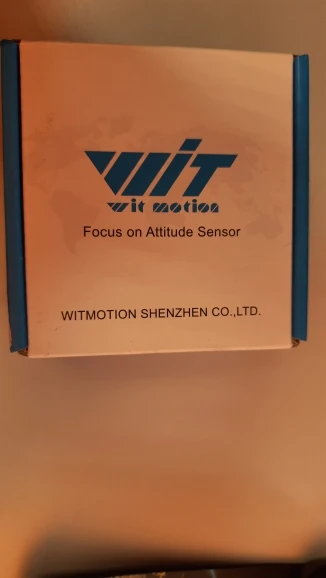 WIT
wit motion
Focus on Attitude Sensor
WITMOTION SHENZHEN CO.,LTD.